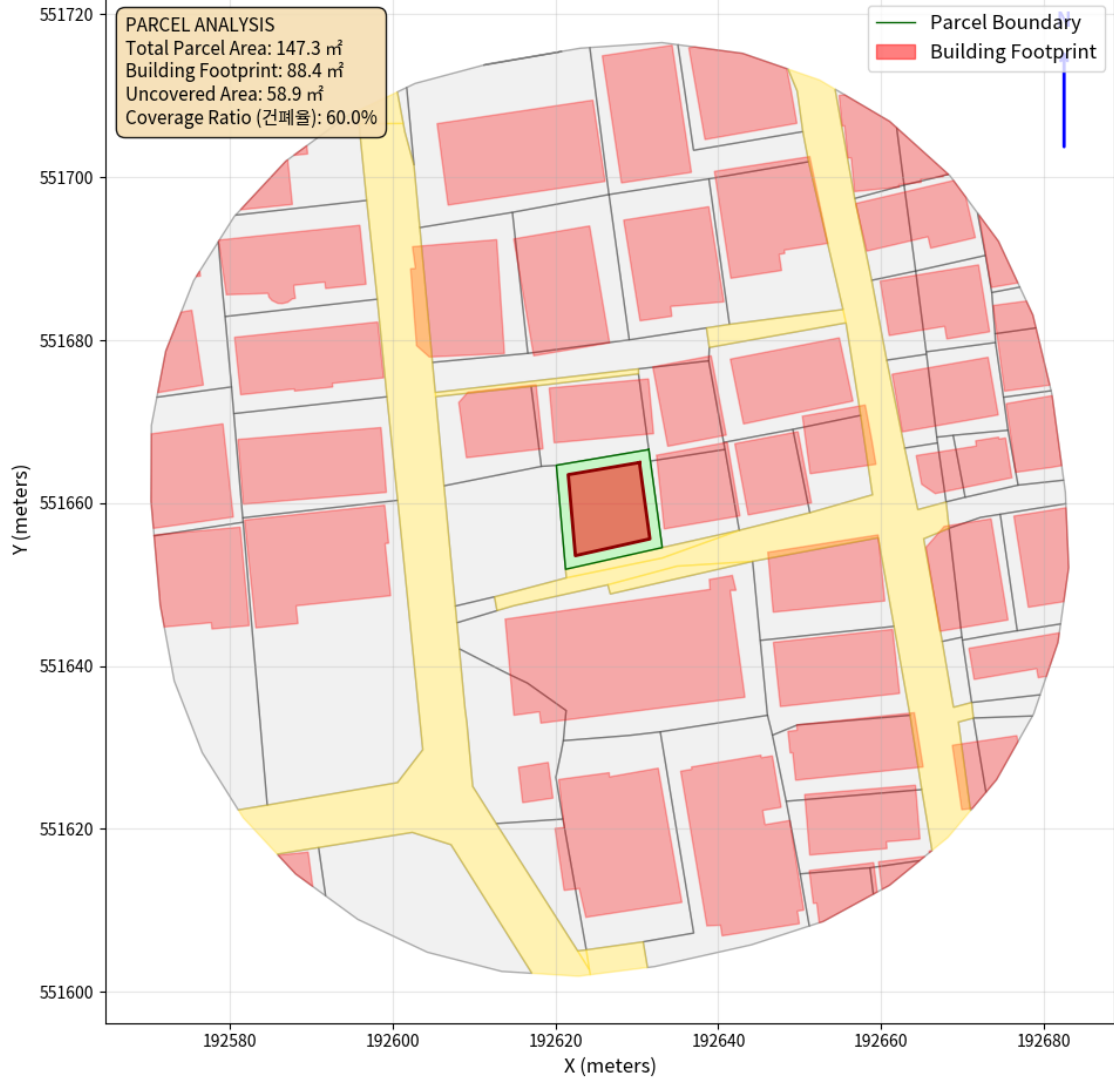 PARCEL ANALYSIS
Total Parcel Area: 147.3 ㎡
Building Footprint: 88.4 ㎡
Uncovered Area: 58.9 ㎡
Coverage Ratio (건폐율): 60.0%
Parcel Boundary
Building Footprint
N
551720
551700
551680
551660
551640
551620
551600
Y (meters)
192580
192600
192620
192640
192660
192680
X (meters)